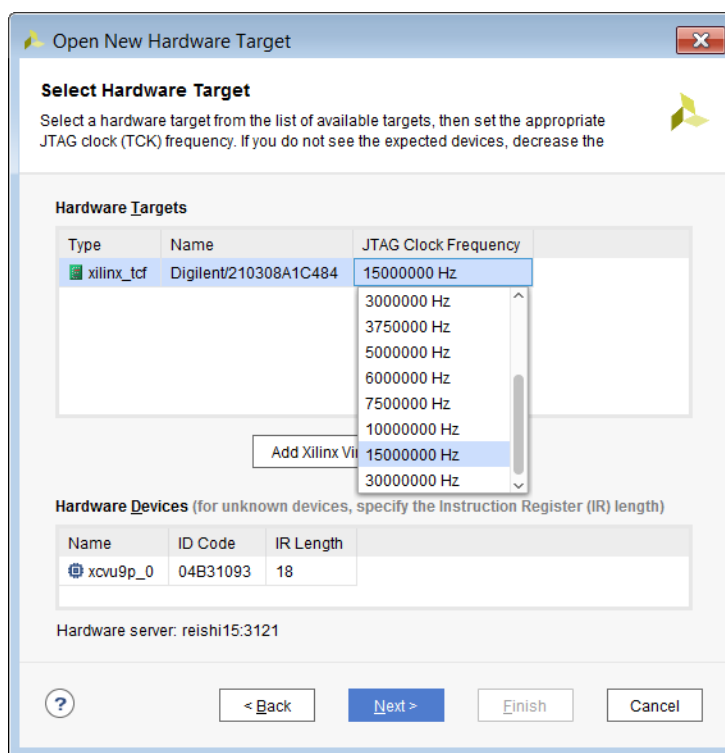 Open New Hardware Target
Select Hardware Target
Select a hardware target from the list of available targets, then set the appropriate
JTAG clock (TCK) frequency. If you do not see the expected devices, decrease the
Hardware Targets
Type Name JTAG Clock Frequency
xilinx_tcf Digilent/210308A1C484 15000000 Hz
3000000 Hz
3750000 Hz
5000000 Hz
6000000 Hz
7500000 Hz
10000000 Hz
Add Xilinx Vi 15000000 Hz
30000000 Hz
Hardware Devices (for unknown devices, specify the Instruction Register (IR) length)
Name ID Code IR Length
xcvu9p_0 04B31093 18
Hardware server: reishi15:3121
? < Back Next > Finish Cancel